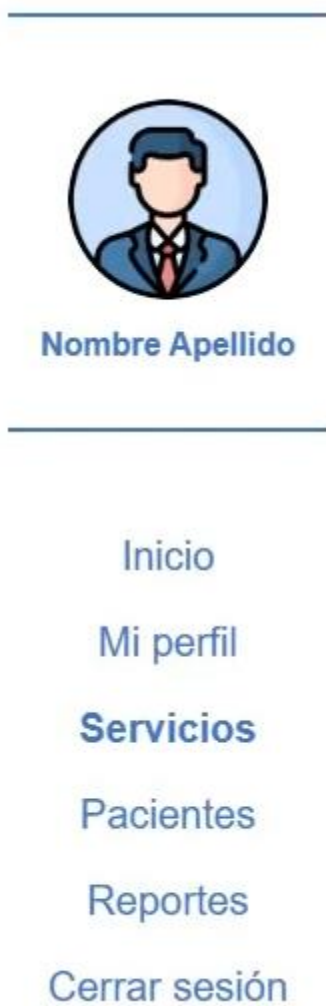 Nombre Apellido
Inicio
Mi perfil
Servicios
Pacientes
Reportes
Cerrar sesión